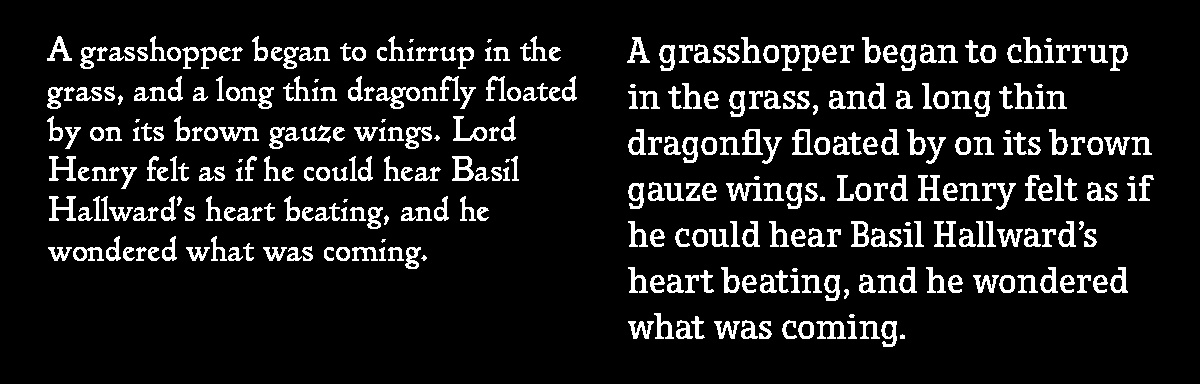 A grasshopper began to chirrup in the
grass, and a long thin dragonfly floated
by on its brown gauze wings. Lord
Henry felt as if he could hear Basil
Hallward’s heart beating, and he
wondered what was coming.
A grasshopper began to chirrup
in the grass, and a long thin
dragonfly floated by on its brown
gauze wings. Lord Henry felt as if
he could hear Basil Hallward’s
heart beating, and he wondered
what was coming.